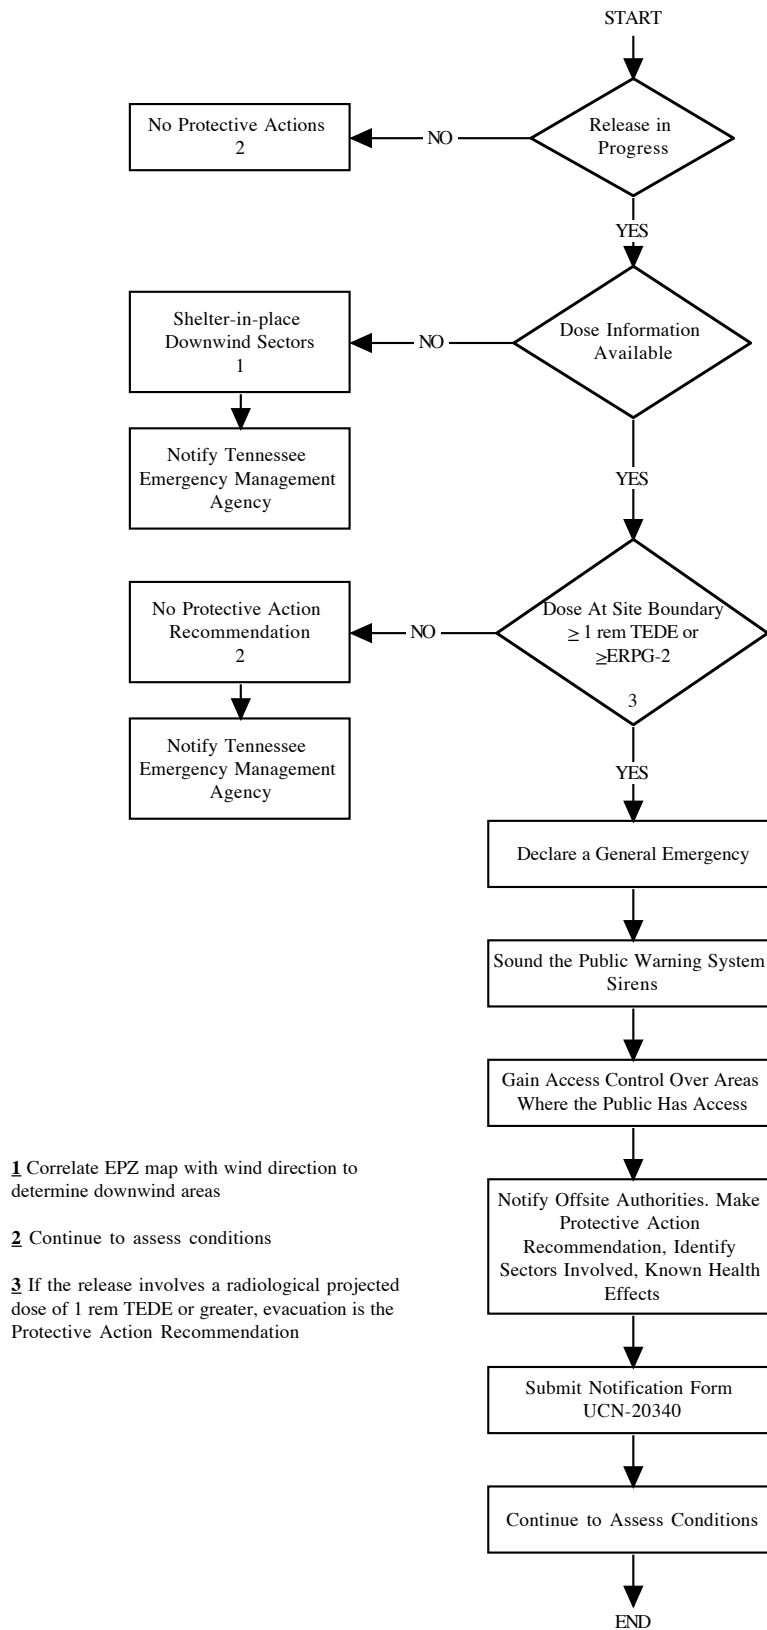 START
Release in
Progress
NO
No Protective Actions
2
YES
Dose Information
Available
NO
Shelter-in-place
Downwind Sectors
1
Notify Tennessee
Emergency Management
Agency
YES
Dose At Site Boundary
≥ 1 rem TEDE or
≥ERPG-2
3
NO
No Protective Action
Recommendation
2
Notify Tennessee
Emergency Management
Agency
YES
Declare a General Emergency
Sound the Public Warning System
Sirens
Gain Access Control Over Areas
Where the Public Has Access
Notify Offsite Authorities. Make
Protective Action
Recommendation, Identify
Sectors Involved, Known Health
Effects
Submit Notification Form
UCN-20340
Continue to Assess Conditions
END
1 Correlate EPZ map with wind direction to
determine downwind areas
2 Continue to assess conditions
3 If the release involves a radiological projected
dose of 1 rem TEDE or greater, evacuation is the
Protective Action Recommendation